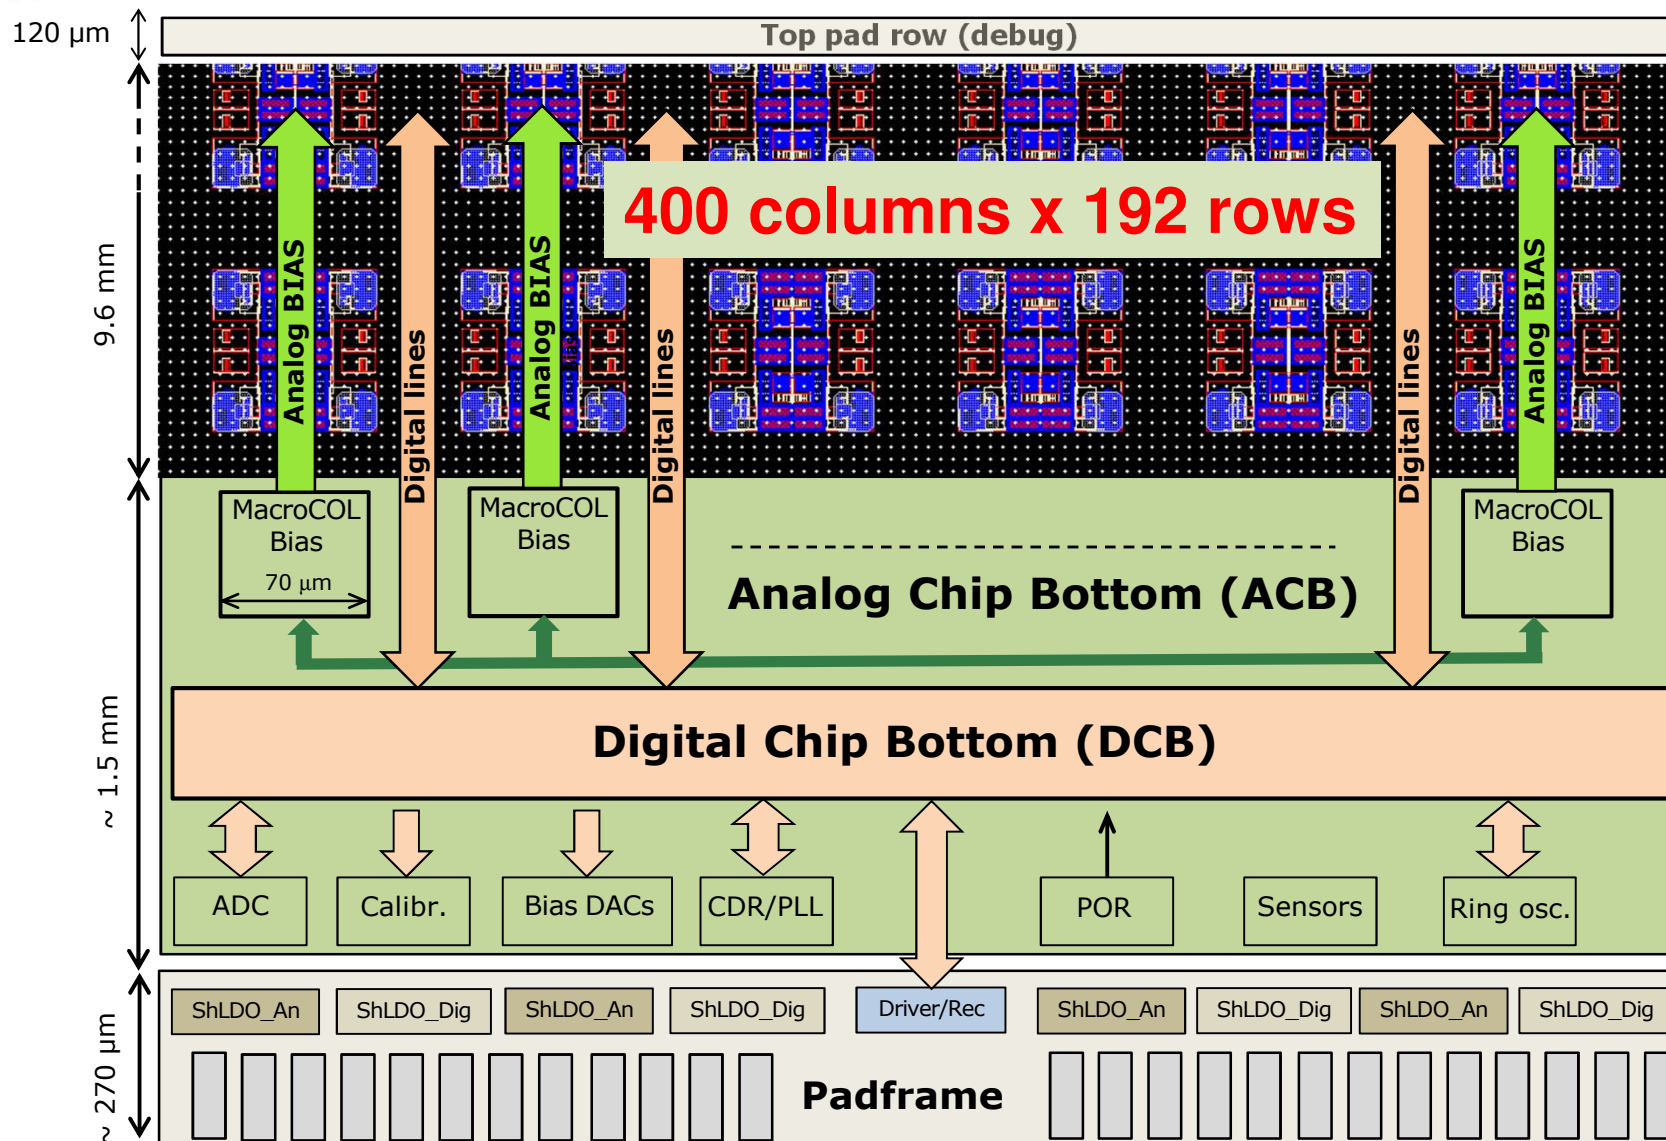 120 µm
Top pad row (debug)
400 columns x 192 rows
9.6 mm
Analog BIAS
Digital lines
Analog BIAS
Bias
Digital lines
Digital lines
Analog BIAS
MacroCOL
Bias
70 µm
MacroCOL
Bias
MacroCOL
Bias
Analog Chip Bottom (ACB)
~ 1.5 mm
Digital Chip Bottom (DCB)
ADC
Calibr.
Bias DACs
CDR/PLL
POR
Sensors
Ring osc.
~ 270 µm
ShLDO_An
ShLDO_Dig
ShLDO_An
ShLDO_Dig
Driver/Rec
ShLDO_An
ShLDO_Dig
ShLDO_An
ShLDO_Dig
Padframe